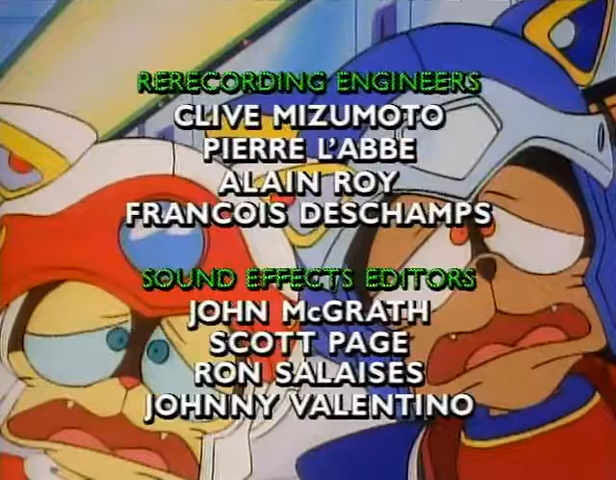 RERECORDING ENGINEERS
CLIVE MIZUMOTO
PIERRE L'ABBE
ALAIN ROY
FRANCOIS DESCHAMPS
SOUND EFFECTS EDITORS
JOHN McGRATH
SCOTT PAGE
RON SALAISES
JOHNNY VALENTINO